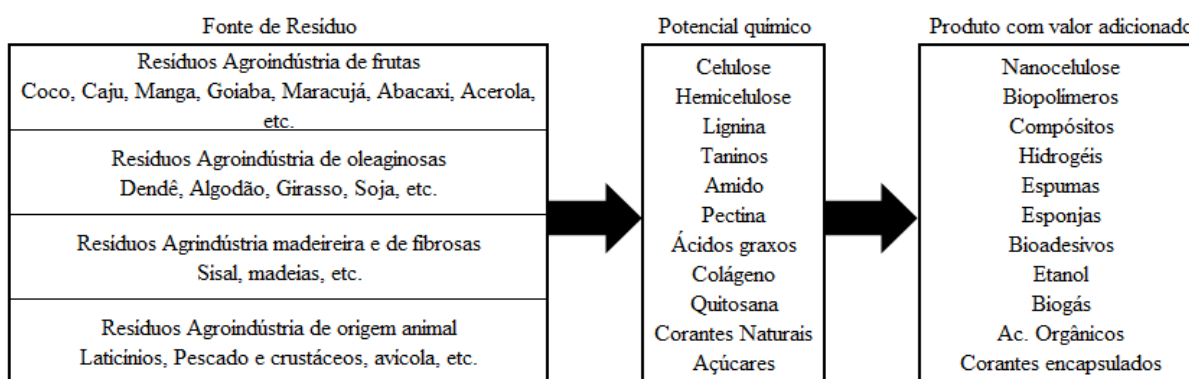 Fonte de Resíduo
Resíduos Agroindústria de frutas
Coco, Caju, Manga, Goiaba, Maracujá, Abacaxi, Acerola,
etc.
Resíduos Agroindústria de oleaginosas
Dendê, Algodão, Girasso, Soja, etc.
Resíduos Agrindústria madeireira e de fibrosas
Sisal, madeias, etc.
Resíduos Agroindústria de origem animal
Laticínios, Pescado e crustáceos, avícola, etc.
Potencial quimico
Celulose
Hemicelulose
Lignina
Taninos
Amido
Pectina
Ácidos graxos
Colágeno
Quitosana
Corantes Naturais
Açúcares
Produto com valor adicionado
Nanocelulose
Biopolímeros
Compósitos
Hidrogéis
Espumas
Esponjas
Bioadesivos
Etanol
Biogás
Ac. Orgânicos
Corantes encapsulados